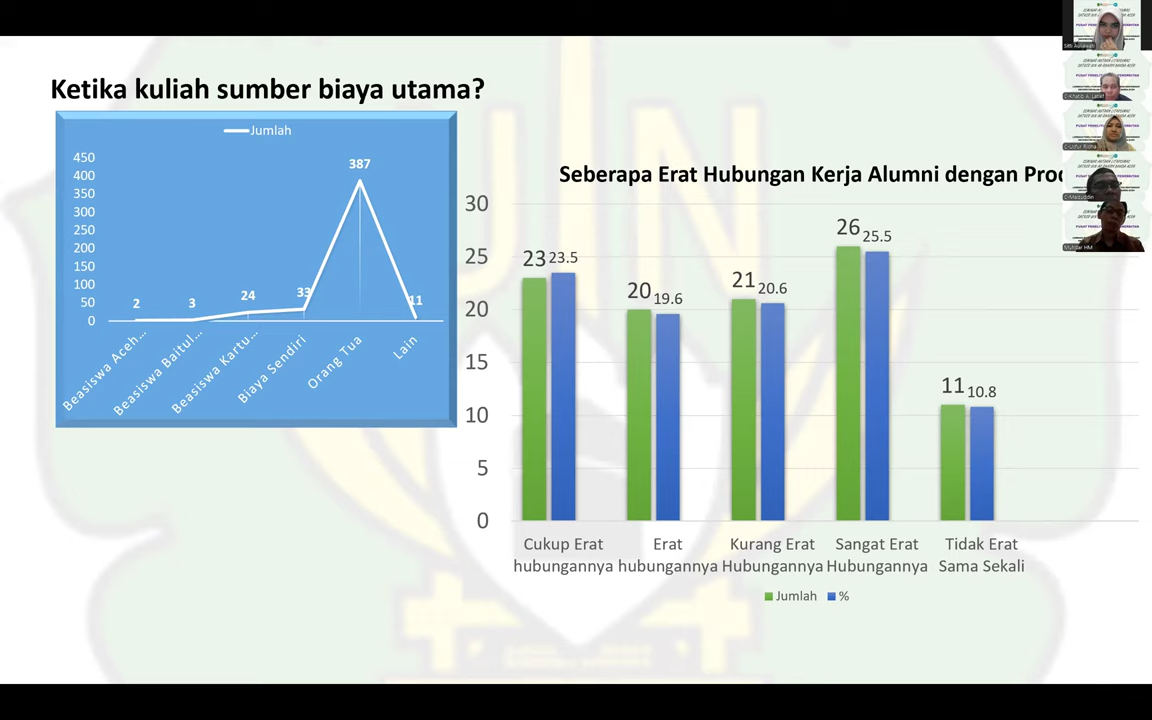 Ketika kuliah sumber biaya utama?
Jumlah
450
400
350
300
250
200
150
100
50
0
2
3
24
33
387
11
Beasiswa Aceh...
Beasiswa Baitul...
Beasiswa Kartu...
Biaya Sendiri
Orang Tua
Lain
Seberapa Erat Hubungan Kerja Alumni dengan Prod
30
25
20
15
10
5
0
23 23.5
20 19.6
21 20.6
26 25.5
11 10.8
Cukup Erat hubungannya
Erat hubungannya
Kurang Erat Hubungannya
Sangat Erat Hubungannya
Tidak Erat Sama Sekali
Jumlah %